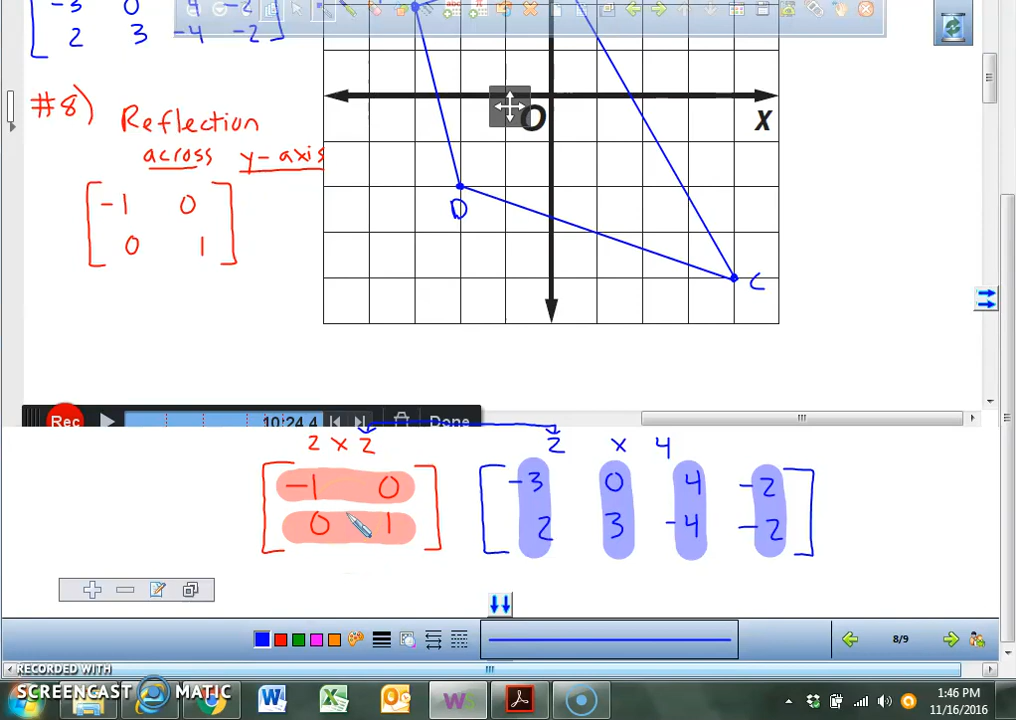 -3 0 4 -2
2 3 -4 -2
#8) Reflection
across y-axis
-1 0
0 1
O
X
D
C
Rec
10:24.4
Done
2 x 2
2 x 4
-1 0
0 1
-3 0 4 -2
2 3 -4 -2
8/9
RECORDED WITH
SCREENCAST MATIC
1:46 PM
11/16/2016